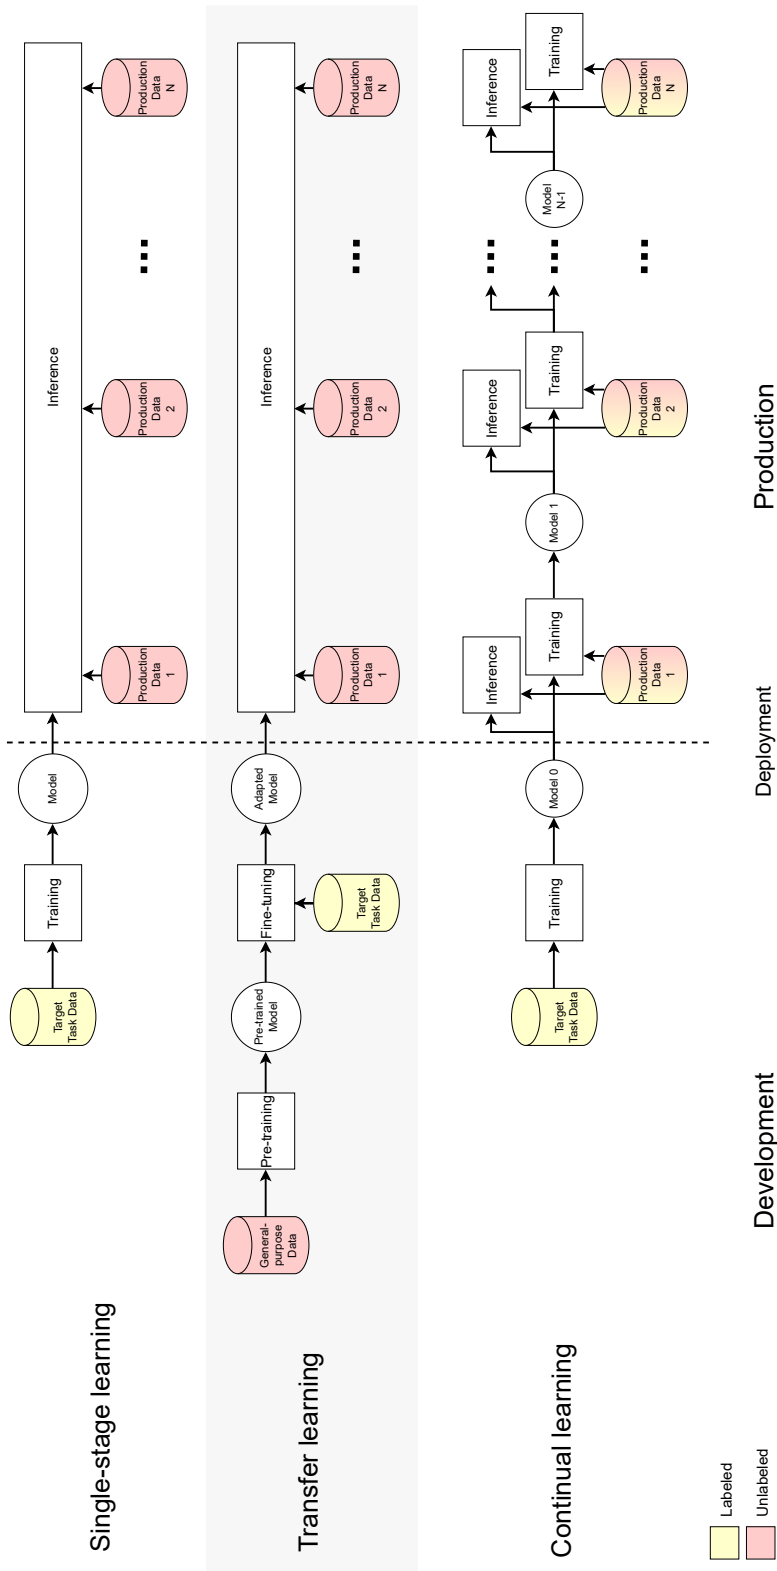 Single-stage learning
Target
Task Data
Training
Model
Inference
Production
Data
1
Production
Data
2
...
Production
Data
N
Transfer learning
General-
purpose
Data
Pre-training
Pre-trained
Model
Fine-tuning
Target
Task Data
Adapted
Model
Inference
Production
Data
1
Production
Data
2
...
Production
Data
N
Continual learning
Target
Task Data
Training
Model 0
Inference
Training
Production
Data
1
Model 1
Inference
Training
Production
Data
2
...
...
...
Model
N-1
Inference
Training
Production
Data
N
Labeled
Unlabeled
Development
Deployment
Production